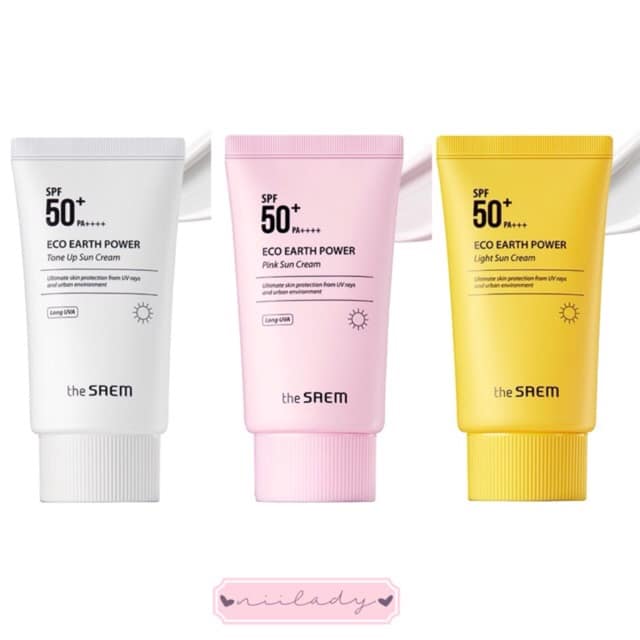 SPF
50+
PA++++
ECO EARTH POWER
Tone Up Sun Cream
Ultimate skin protection from UV rays
and urban environment
Long UVA
the SAEM
SPF
50+
PA++++
ECO EARTH POWER
Pink Sun Cream
Ultimate skin protection from UV rays
and urban environment
Long UVA
the SAEM
SPF
50+
PA+++
ECO EARTH POWER
Light Sun Cream
Ultimate skin protection from UV rays
and urban environment
the SAEM
niilady